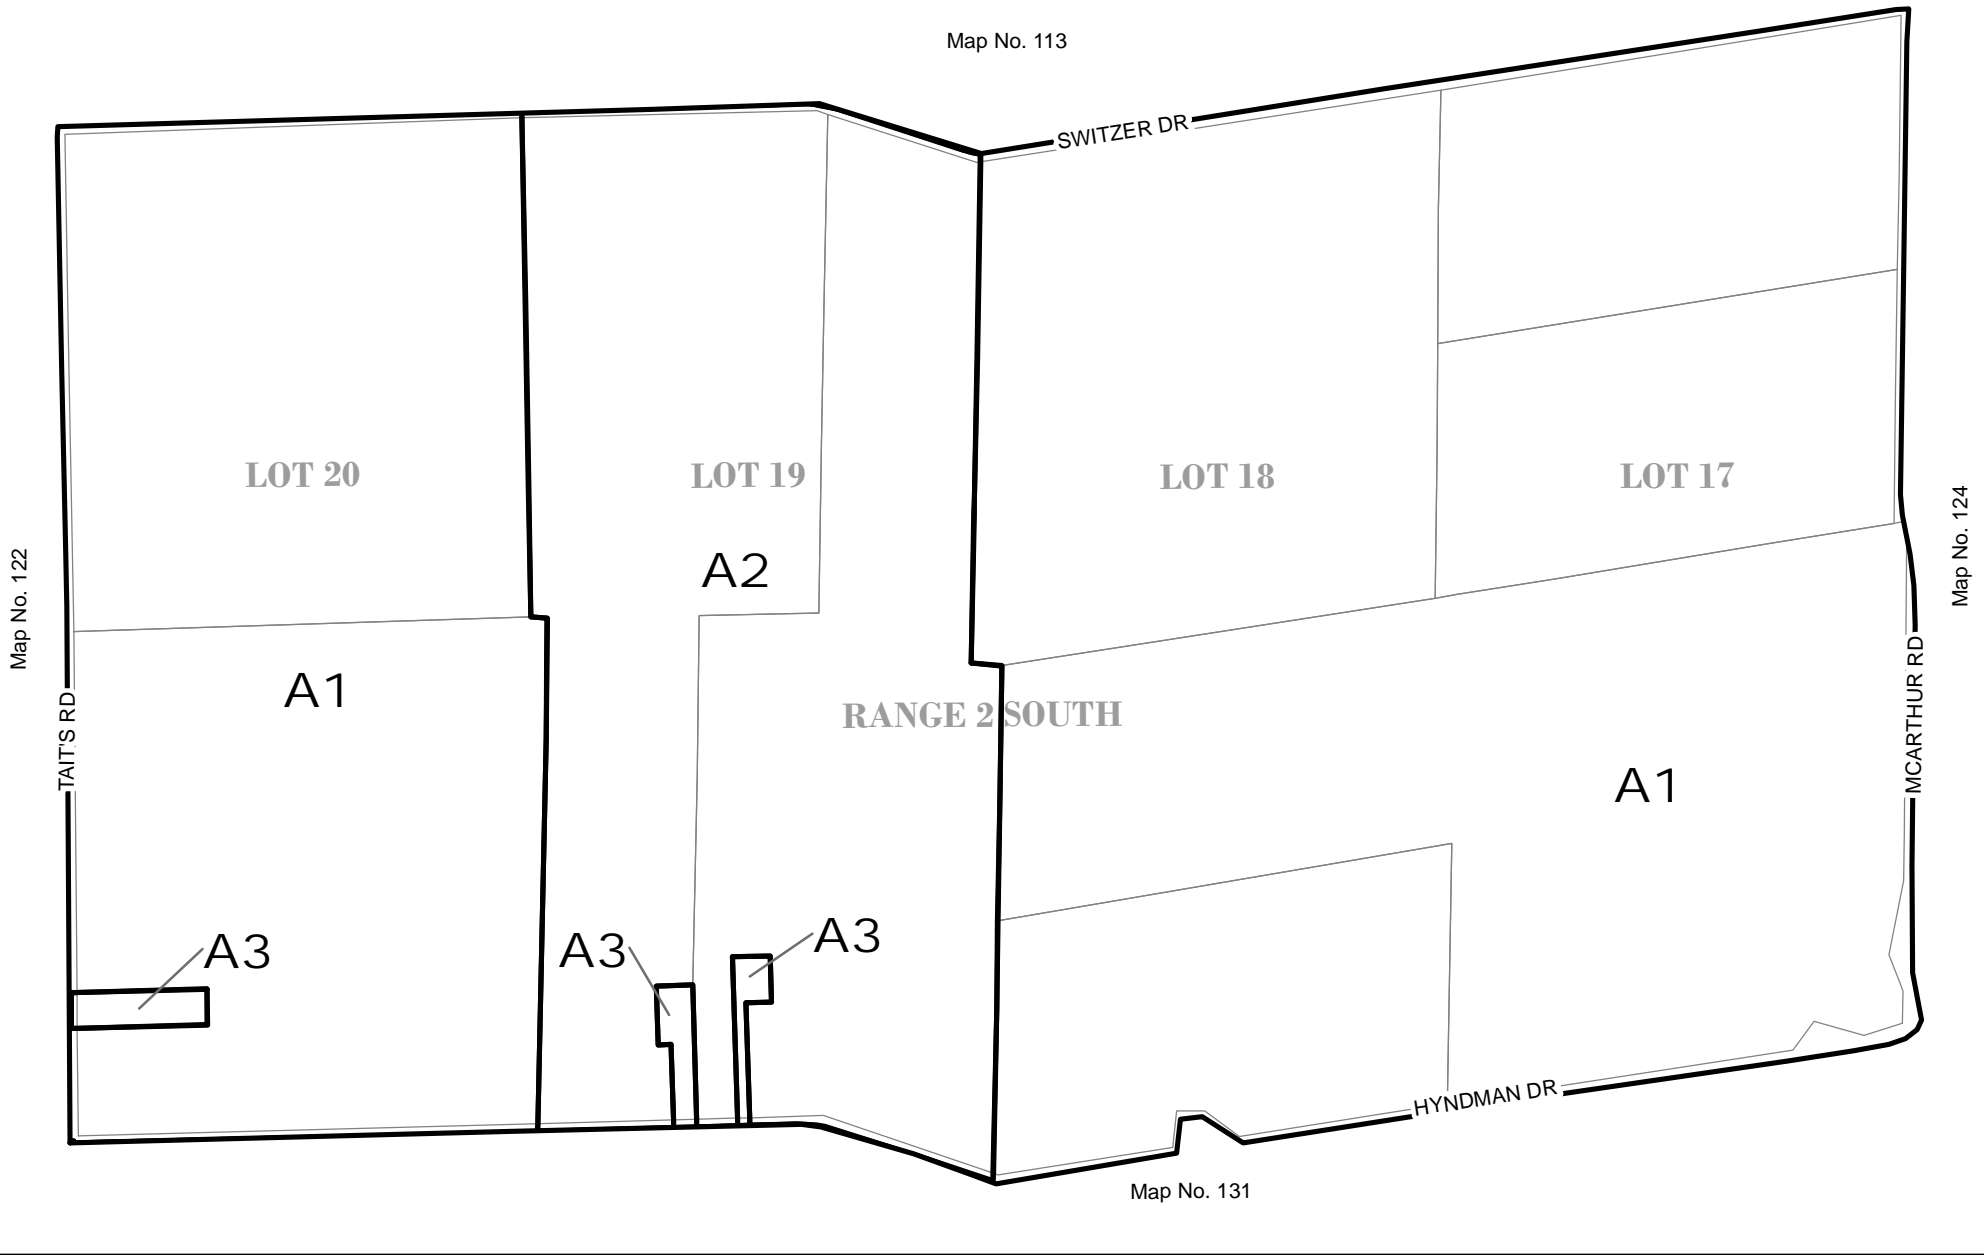 Map No. 113
SWITZER DR
LOT 20
LOT 19
LOT 18
LOT 17
Map No. 122
Map No. 124
A2
A1
TAIT'S RD
RANGE 2 SOUTH
MCARTHUR RD
A1
A3
A3
A3
HYNDMAN DR
Map No. 131